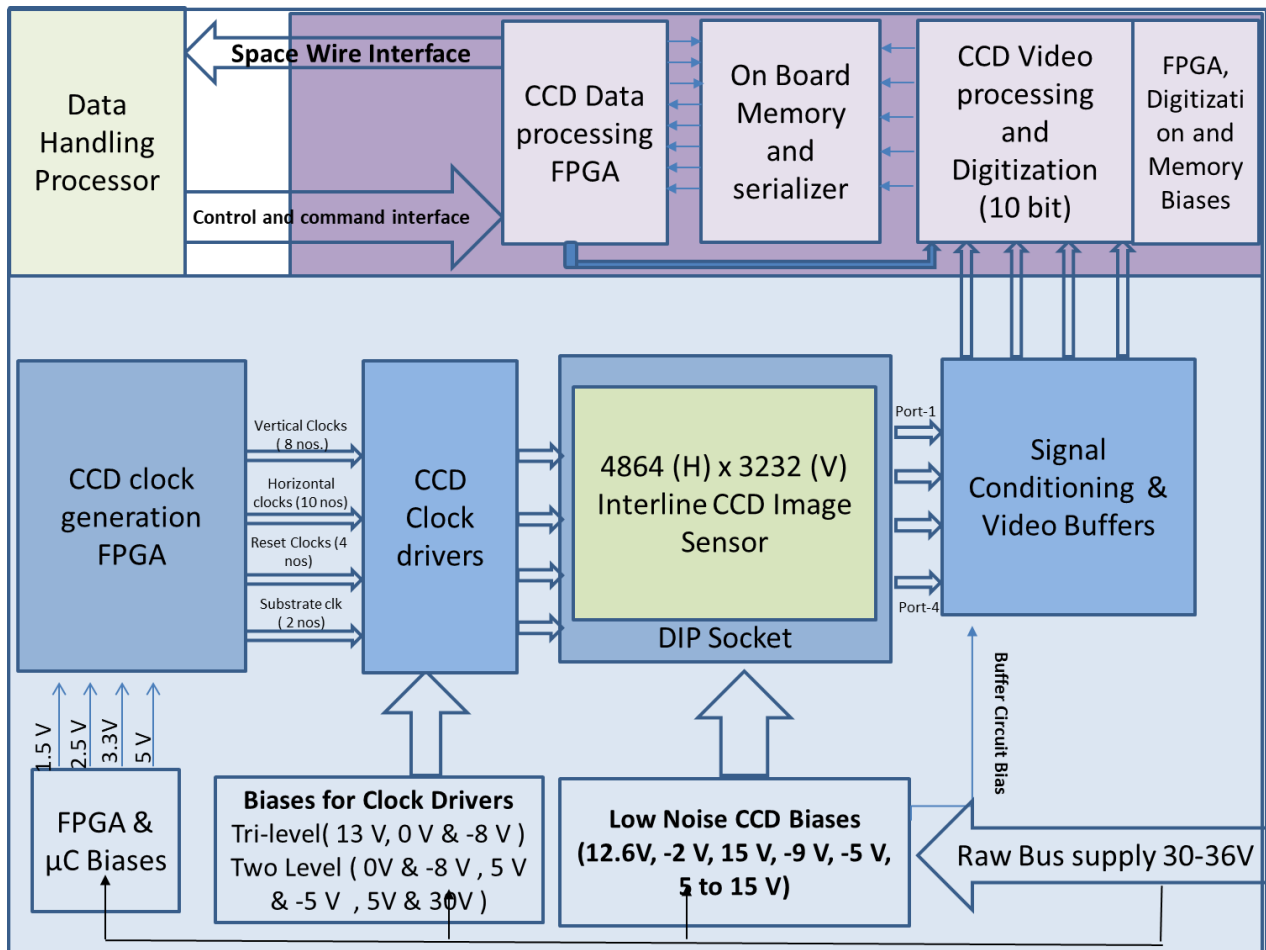 Data
Handling
Processor
Space Wire Interface
Control and command interface
CCD Data
processing
FPGA
On Board
Memory
and
serializer
CCD Video
processing
and
Digitization
(10 bit)
FPGA,
Digitizati
on and
Memory
Biases
CCD clock
generation
FPGA
Vertical Clocks
( 8 nos.)
Horizontal
clocks (10 nos)
Reset Clocks (4
nos)
Substrate clk
( 2 nos)
CCD
Clock
drivers
4864 (H) x 3232 (V)
Interline CCD Image
Sensor
DIP Socket
Port-1
Port-4
Signal
Conditioning &
Video Buffers
Buffer Circuit Bias
1.5 V
2.5 V
3.3V
5 V
FPGA &
µC Biases
Biases for Clock Drivers
Tri-level( 13 V, 0 V & -8 V )
Two Level ( 0V & -8 V , 5 V
& -5 V , 5V & 30V )
Low Noise CCD Biases
(12.6V, -2 V, 15 V, -9 V, -5 V,
5 to 15 V)
Raw Bus supply 30-36V